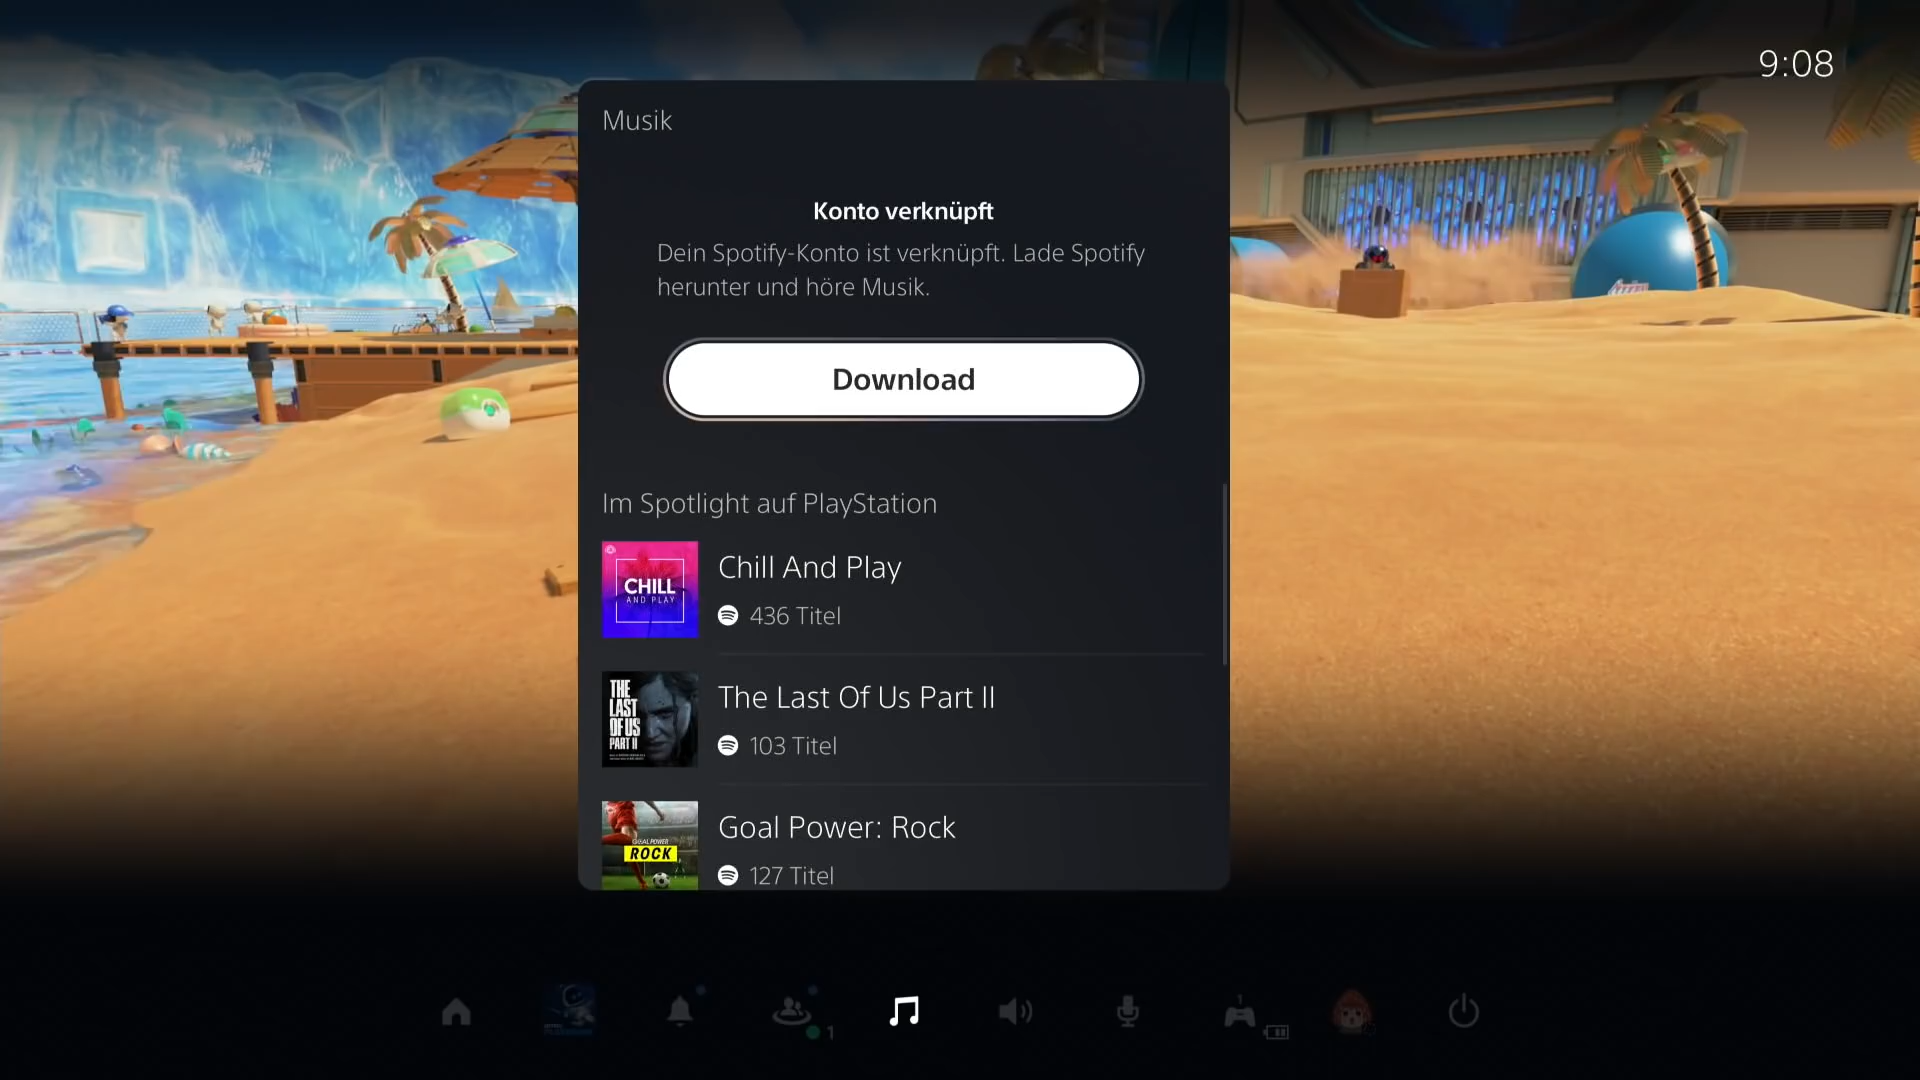 9:08
Musik
Konto verknüpft
Dein Spotify-Konto ist verknüpft. Lade Spotify
herunter und höre Musik.
Download
Im Spotlight auf PlayStation
CHILL
AND PLAY
Chill And Play
436 Titel
THE
LAST
OF US
PART II
The Last Of Us Part II
103 Titel
GOAL POWER
ROCK
Goal Power: Rock
127 Titel
1